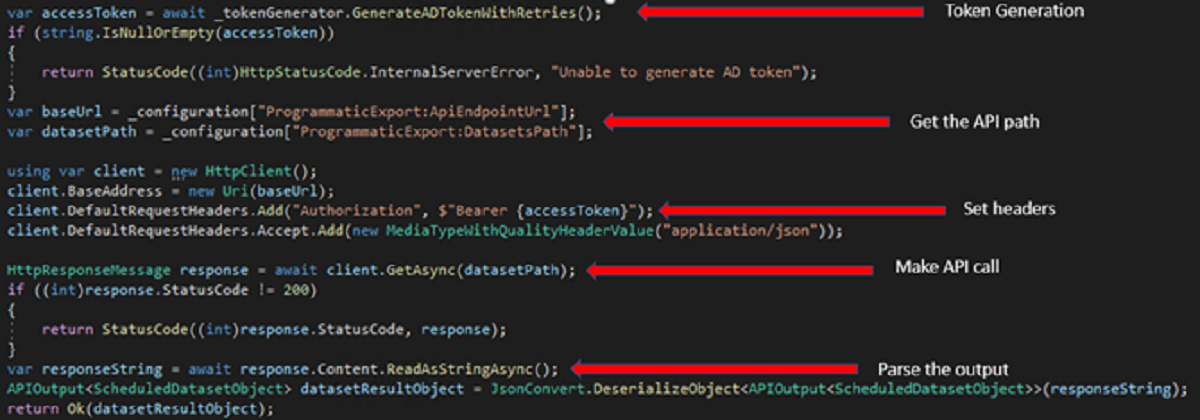 var accessToken = await _tokenGenerator.GenerateADTokenWithRetries(); Token Generation
if (string.IsNullOrEmpty(accessToken))
{
return StatusCode((int)HttpStatusCode.InternalServerError, "Unable to generate AD token");
}
var baseUrl = _configuration["ProgrammaticExport:ApiEndpointUrl"];
Get the API path
var datasetPath = _configuration["ProgrammaticExport:DatasetsPath"];
using var client = new HttpClient();
client.BaseAddress = new Uri(baseUrl);
client.DefaultRequestHeaders.Add("Authorization", $"Bearer {accessToken}"); Set headers
client.DefaultRequestHeaders.Accept.Add(new MediaTypeWithQualityHeaderValue("application/json"));
HttpResponseMessage response = await client.GetAsync(datasetPath); Make API call
if ((int)response.StatusCode != 200)
{
return StatusCode((int)response.StatusCode, response);
}
var responseString = await response.Content.ReadAsStringAsync(); Parse the output
APIOutput<ScheduledDatasetObject> datasetResultObject = JsonConvert.DeserializeObject<APIOutput<ScheduledDatasetObject>>(responseString);
return Ok(datasetResultObject);